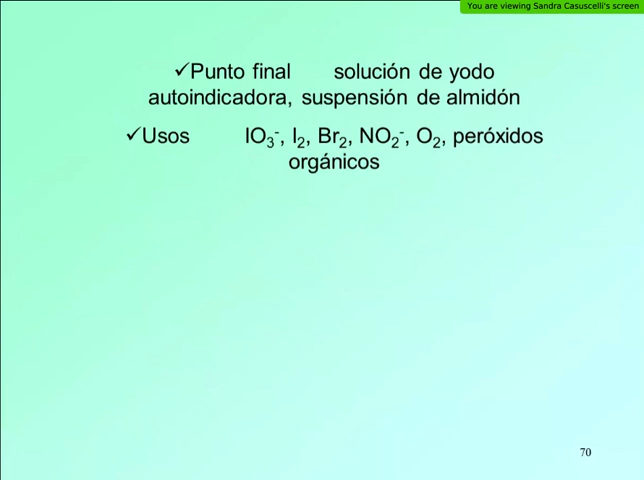 You are viewing Sandra Casuscelli's screen
✓Punto final solución de yodo
autoindicadora, suspensión de almidón
✓Usos IO₃⁻, I₂, Br₂, NO₂⁻, O₂, peróxidos
orgánicos
70